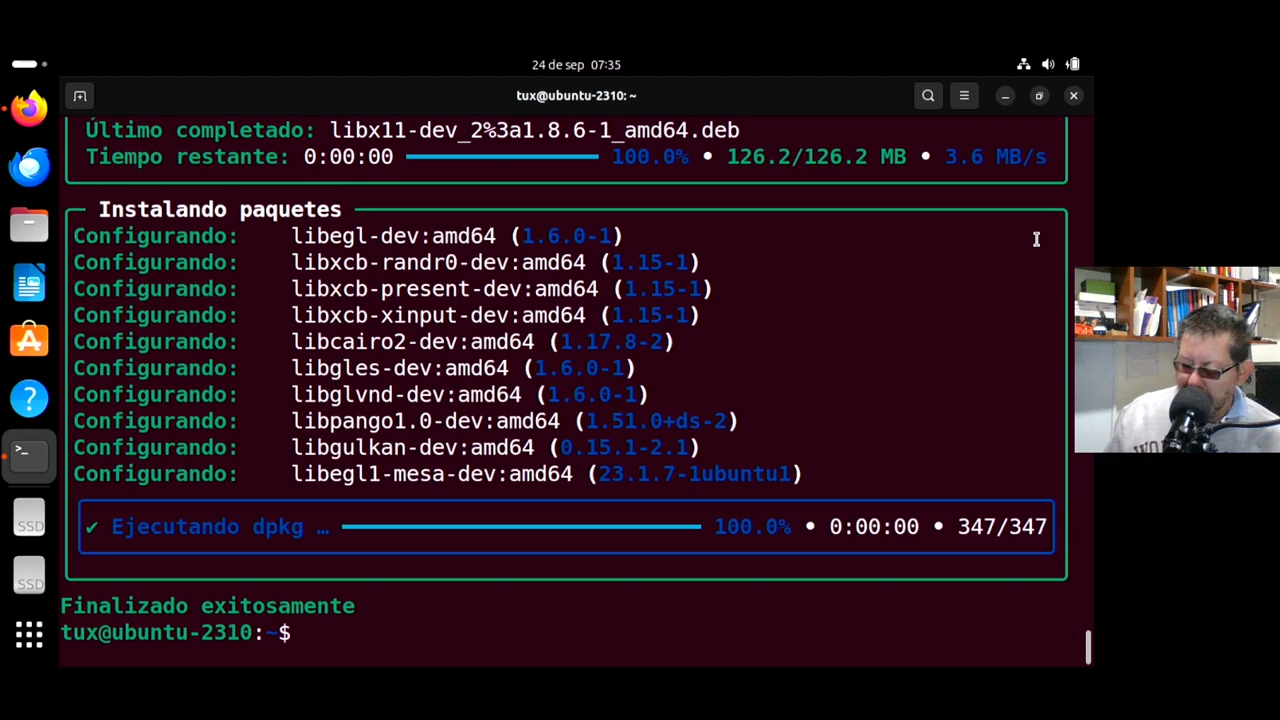 24 de sep 07:35
tux@ubuntu-2310: ~
Último completado: libx11-dev_2%3a1.8.6-1_amd64.deb
Tiempo restante: 0:00:00 100.0% • 126.2/126.2 MB • 3.6 MB/s
Instalando paquetes
Configurando: libegl-dev:amd64 (1.6.0-1)
Configurando: libxcb-randr0-dev:amd64 (1.15-1)
Configurando: libxcb-present-dev:amd64 (1.15-1)
Configurando: libxcb-xinput-dev:amd64 (1.15-1)
Configurando: libcairo2-dev:amd64 (1.17.8-2)
Configurando: libgles-dev:amd64 (1.6.0-1)
Configurando: libglvnd-dev:amd64 (1.6.0-1)
Configurando: libpango1.0-dev:amd64 (1.51.0+ds-2)
Configurando: libgulkan-dev:amd64 (0.15.1-2.1)
Configurando: libegl1-mesa-dev:amd64 (23.1.7-1ubuntu1)
✔ Ejecutando dpkg … 100.0% • 0:00:00 • 347/347
Finalizado exitosamente
tux@ubuntu-2310:~$
SSD
SSD